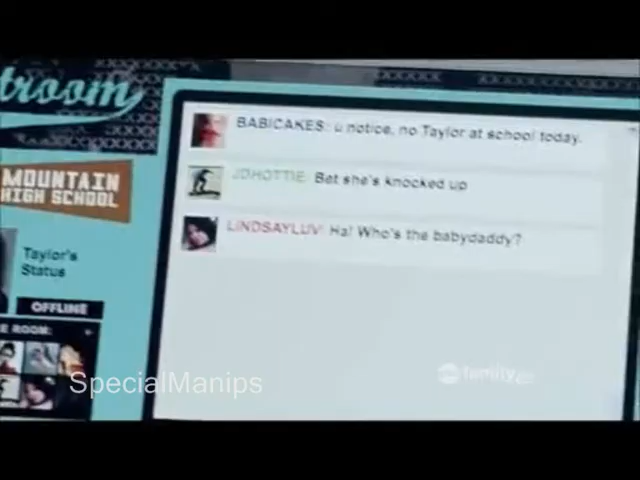 troom
BABICAKES: u notice, no Taylor at school today.
MOUNTAIN
HIGH SCHOOL
JDHOTTIE: Bet she's knocked up
LINDSAYLUV: Ha! Who's the babydaddy?
Taylor's
Status
OFFLINE
E ROOM:
SpecialManips
abc family